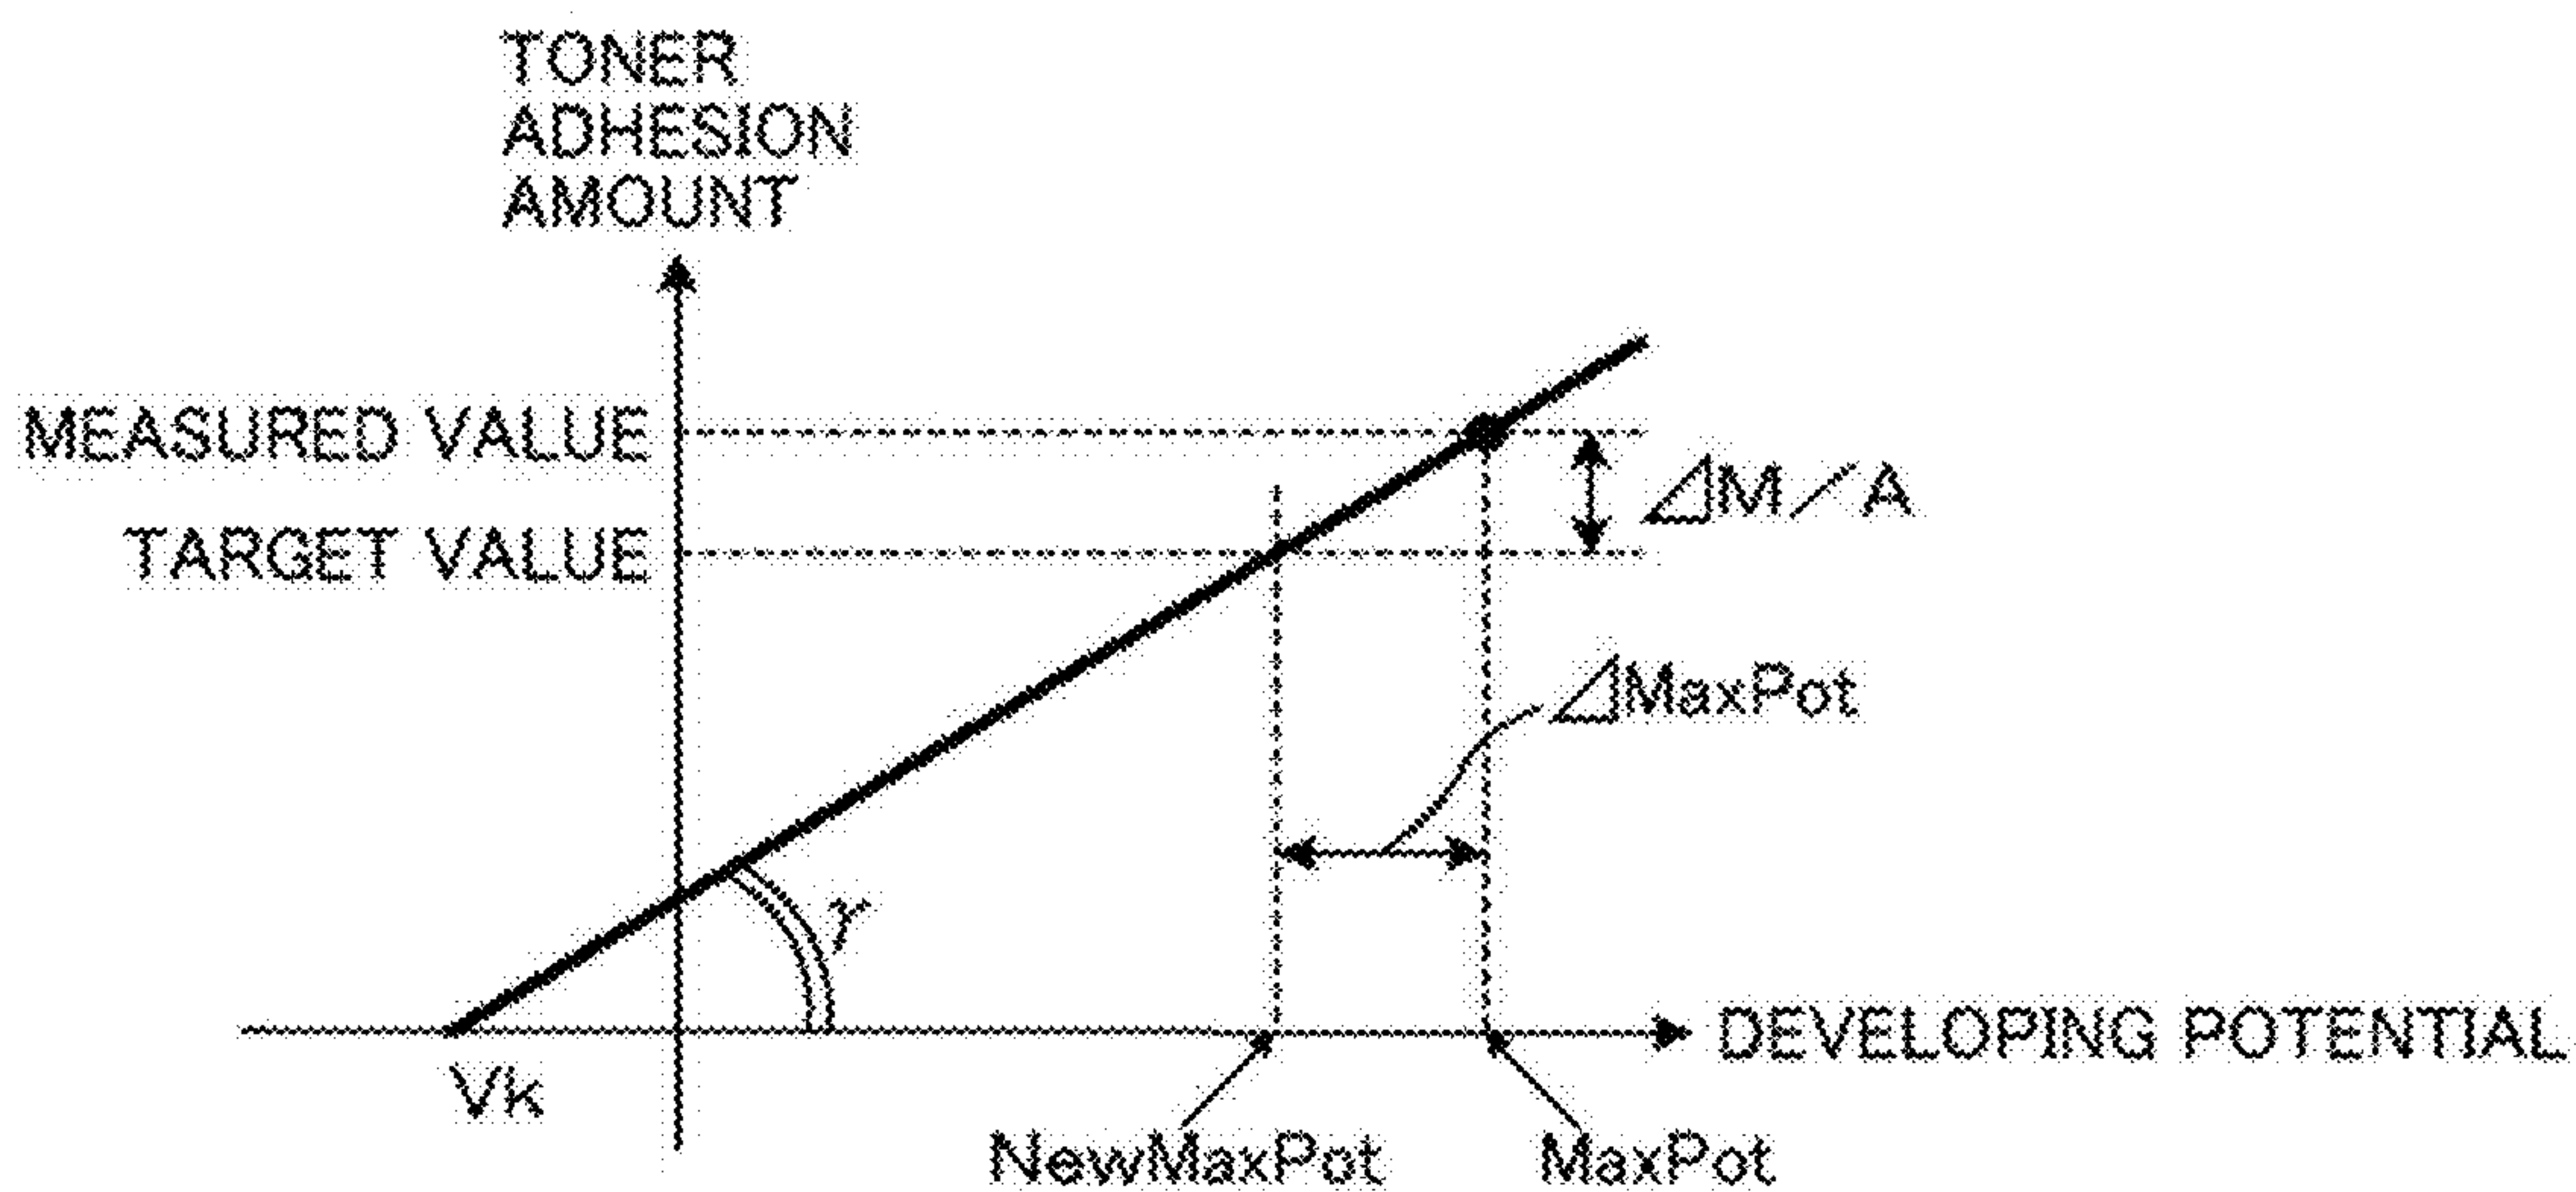 TONER
ADHESION
AMOUNT
MEASURED VALUE
TARGET VALUE
ΔM/A
ΔMaxPot
γ
DEVELOPING POTENTIAL
Vk
NewMaxPot
MaxPot